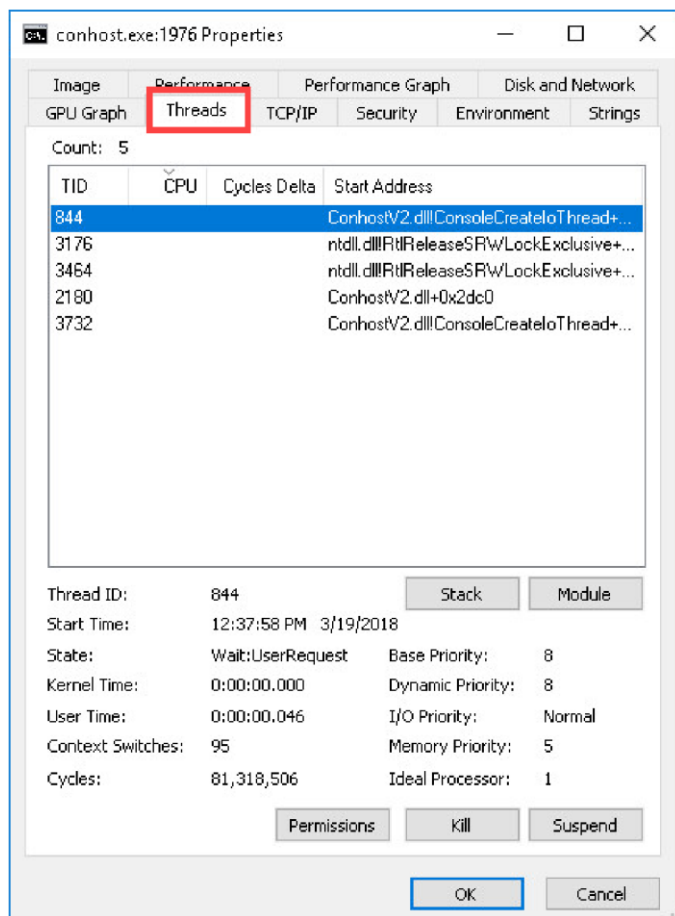 conhost.exe:1976 Properties
Image Performance Performance Graph Disk and Network
GPU Graph Threads TCP/IP Security Environment Strings
Count: 5
TID CPU Cycles Delta Start Address
844 ConhostV2.dll!ConsoleCreateIoThread+...
3176 ntdll.dll!RtlReleaseSRWLockExclusive+...
3464 ntdll.dll!RtlReleaseSRWLockExclusive+...
2180 ConhostV2.dll+0x2dc0
3732 ConhostV2.dll!ConsoleCreateIoThread+...
Thread ID: 844 Stack Module
Start Time: 12:37:58 PM 3/19/2018
State: Wait:UserRequest Base Priority: 8
Kernel Time: 0:00:00.000 Dynamic Priority: 8
User Time: 0:00:00.046 I/O Priority: Normal
Context Switches: 95 Memory Priority: 5
Cycles: 81,318,506 Ideal Processor: 1
Permissions Kill Suspend
OK Cancel